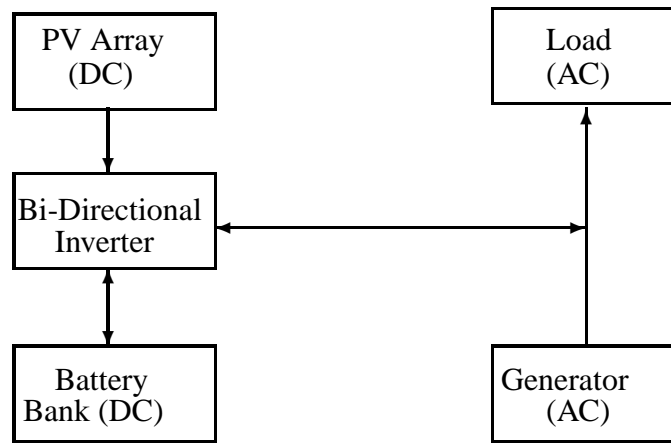 PV Array
(DC)
Load
(AC)
Bi-Directional
Inverter
Battery
Bank (DC)
Generator
(AC)